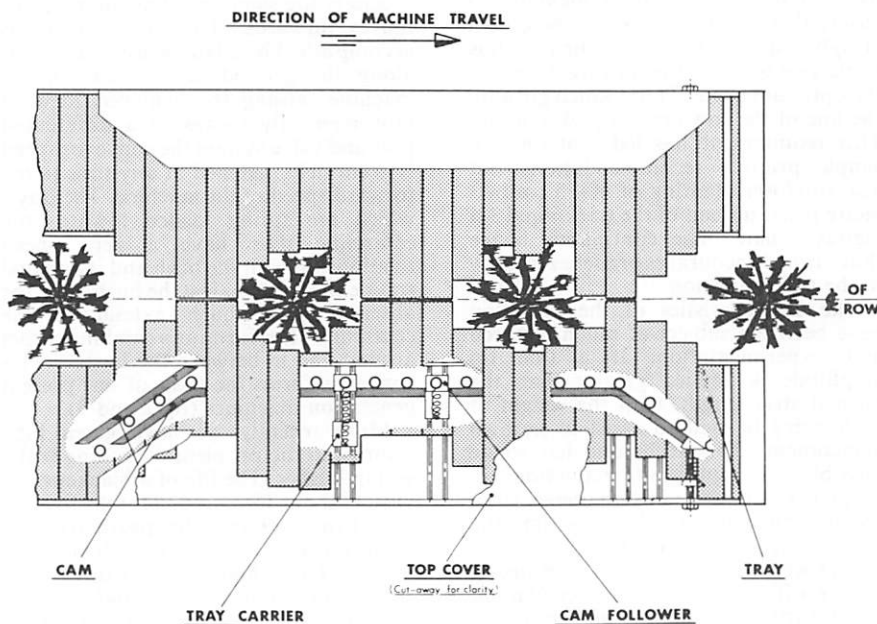 DIRECTION OF MACHINE TRAVEL
OF
ROW
CAM
TOP COVER
(Cut-away for clarity)
TRAY
TRAY CARRIER
CAM FOLLOWER